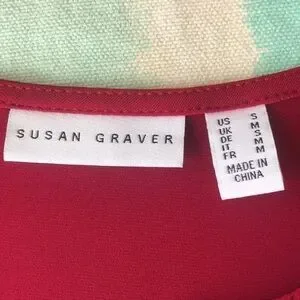 SUSAN GRAVER
US S
UK M
DE S
IT M
FR M
MADE IN
CHINA